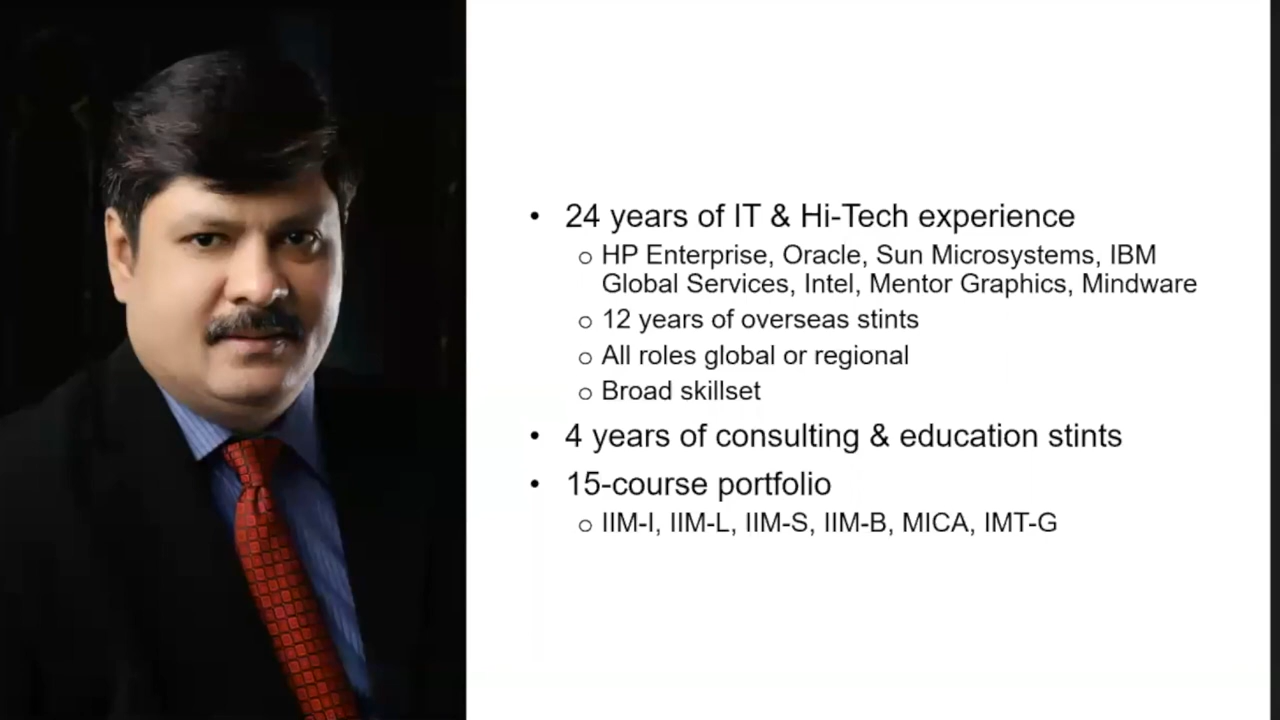 • 24 years of IT & Hi-Tech experience
o HP Enterprise, Oracle, Sun Microsystems, IBM
Global Services, Intel, Mentor Graphics, Mindware
o 12 years of overseas stints
o All roles global or regional
o Broad skillset
• 4 years of consulting & education stints
• 15-course portfolio
o IIM-I, IIM-L, IIM-S, IIM-B, MICA, IMT-G